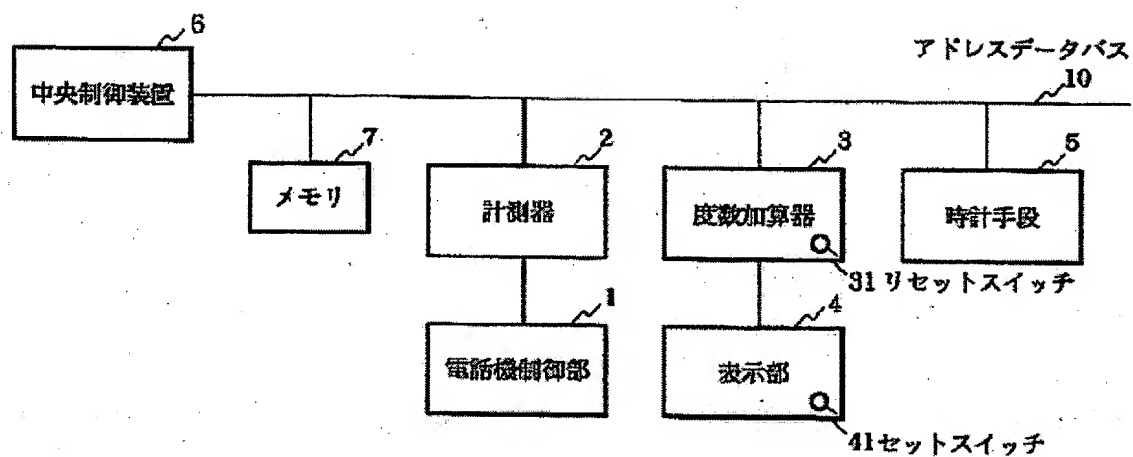 6
中央制御装置
アドレスデータバス
10
7
メモリ
2
計測器
3
度数加算器
5
時計手段
31 リセットスイッチ
1
電話機制御部
4
表示部
41 セットスイッチ